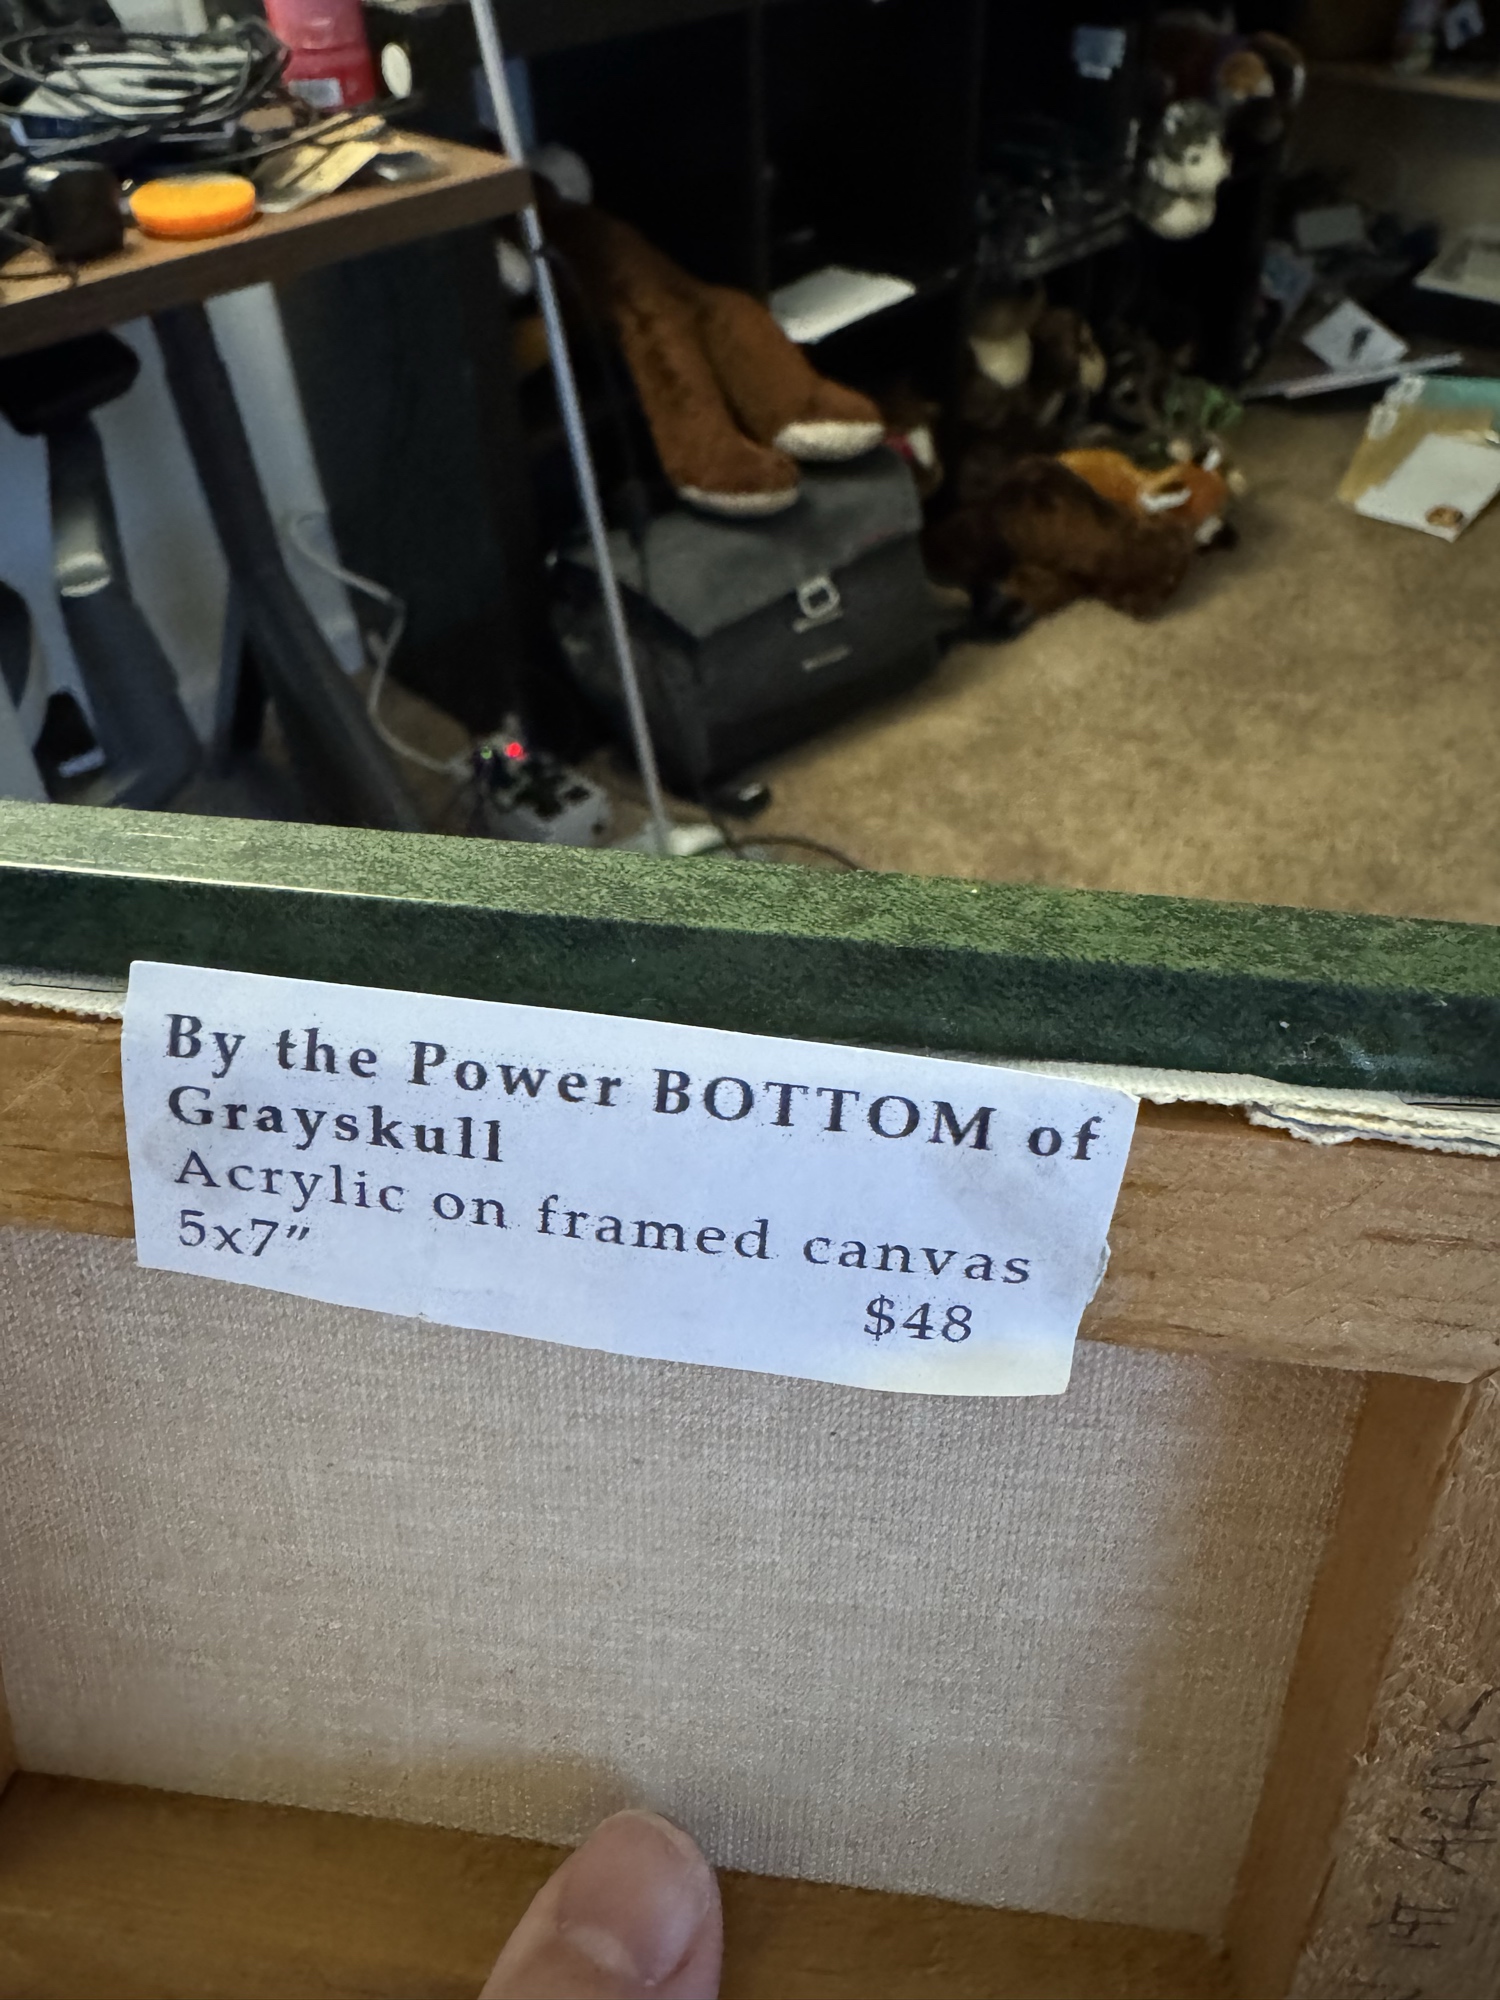 By the Power BOTTOM of
Grayskull
Acrylic on framed canvas
5x7”
$48